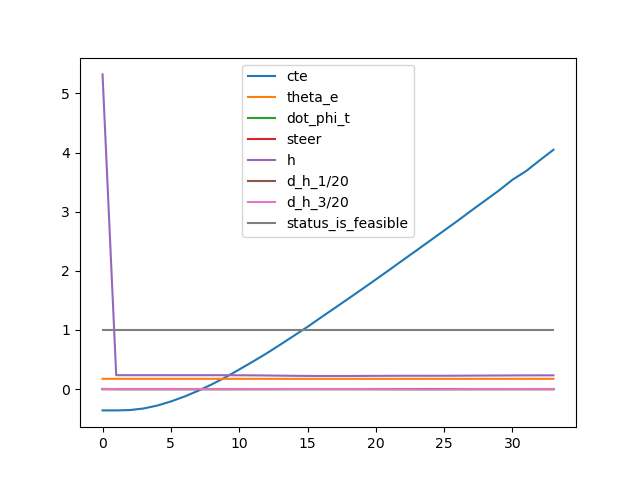 cte
theta_e
dot_phi_t
steer
h
d_h_1/20
d_h_3/20
status_is_feasible
5
4
3
2
1
0
0 5 10 15 20 25 30